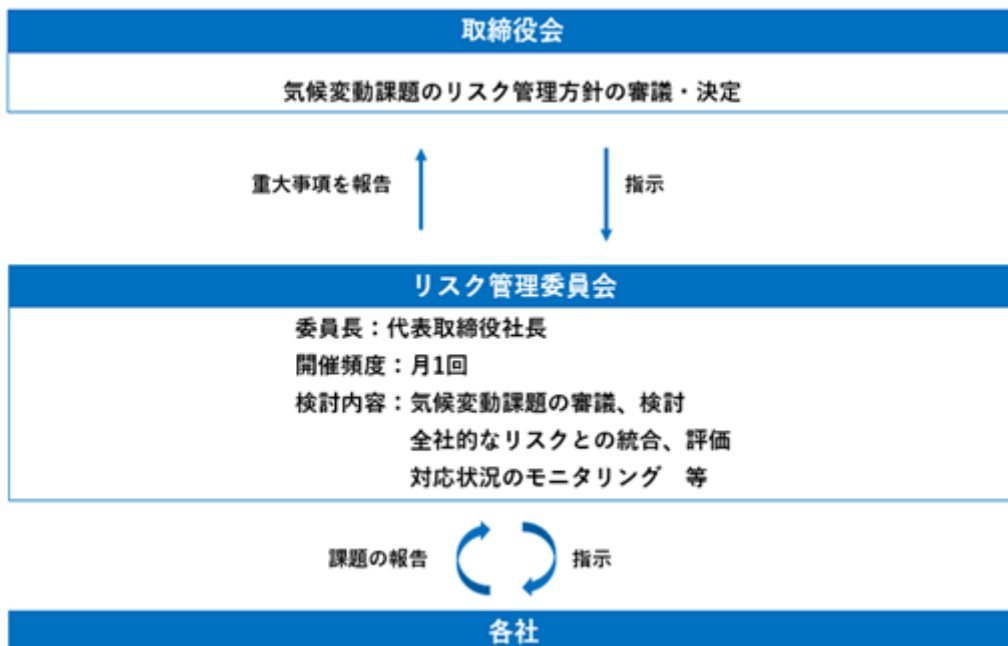 取締役会
気候変動課題のリスク管理方針の審議・決定
重大事項を報告
指示
リスク管理委員会
委員長：代表取締役社長
開催頻度：月1回
検討内容：気候変動課題の審議、検討
全社的なリスクとの統合、評価
対応状況のモニタリング　等
課題の報告
指示
各社